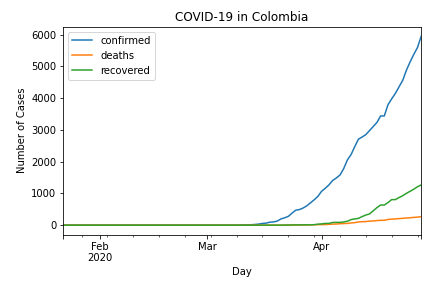 COVID-19 in Colombia
confirmed
deaths
recovered
Number of Cases
6000
5000
4000
3000
2000
1000
0
Feb
2020
Mar
Apr
Day